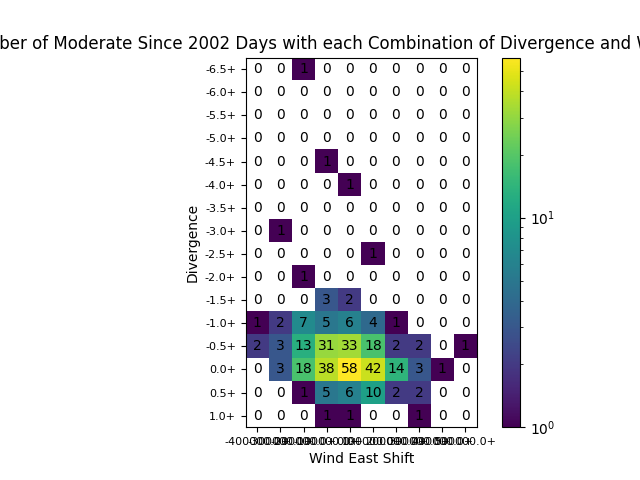 ber of Moderate Since 2002 Days with each Combination of Divergence and W
-6.5+ 0 0 1 0 0 0 0 0 0 0
-6.0+ 0 0 0 0 0 0 0 0 0 0
-5.5+ 0 0 0 0 0 0 0 0 0 0
-5.0+ 0 0 0 0 0 0 0 0 0 0
-4.5+ 0 0 0 1 0 0 0 0 0 0
-4.0+ 0 0 0 0 1 0 0 0 0 0
-3.5+ 0 0 0 0 0 0 0 0 0 0
-3.0+ 0 1 0 0 0 0 0 0 0 0
-2.5+ 0 0 0 0 0 1 0 0 0 0
-2.0+ 0 0 1 0 0 0 0 0 0 0
-1.5+ 0 0 0 3 2 0 0 0 0 0
-1.0+ 1 2 7 5 6 4 1 0 0 0
-0.5+ 2 3 13 31 33 18 2 2 0 1
0.0+ 0 3 18 38 58 42 14 3 1 0
0.5+ 0 0 1 5 6 10 2 2 0 0
1.0+ 0 0 0 1 1 0 0 1 0 0
Divergence
Wind East Shift
10¹
10⁰